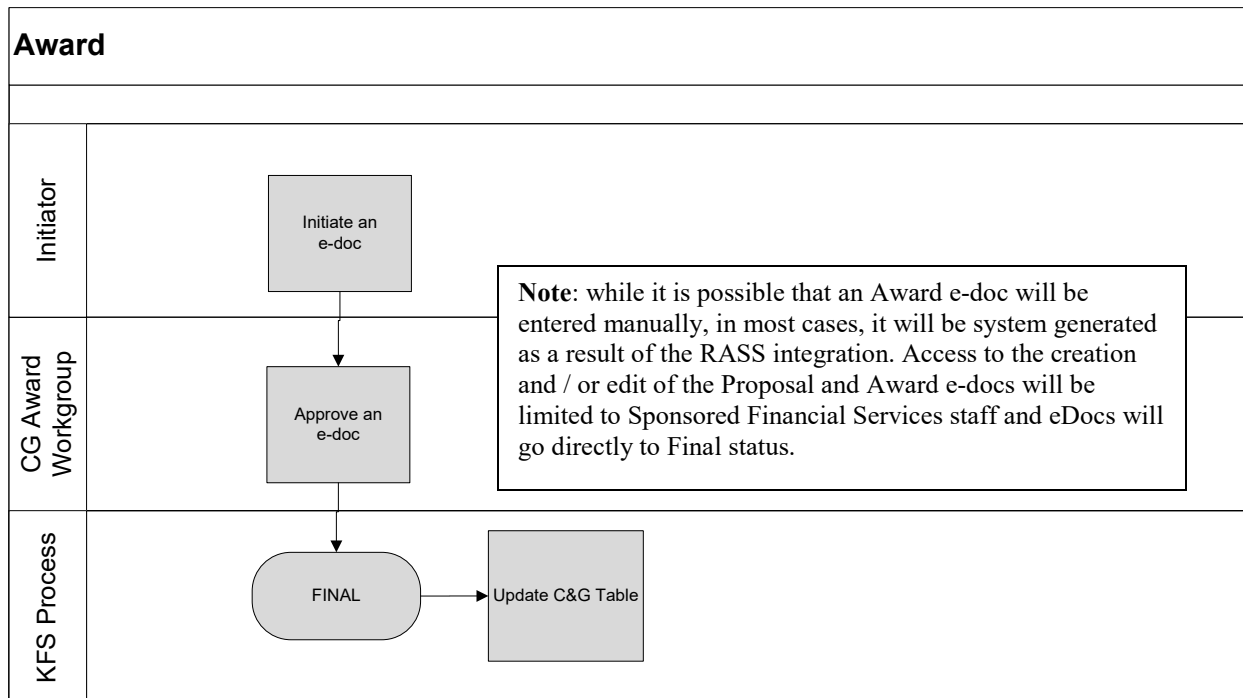 Award
Initiator
Initiate an
e-doc
Note: while it is possible that an Award e-doc will be
entered manually, in most cases, it will be system generated
as a result of the RASS integration. Access to the creation
and / or edit of the Proposal and Award e-docs will be
limited to Sponsored Financial Services staff and eDocs will
go directly to Final status.
CG Award
Workgroup
Approve an
e-doc
KFS Process
FINAL
Update C&G Table